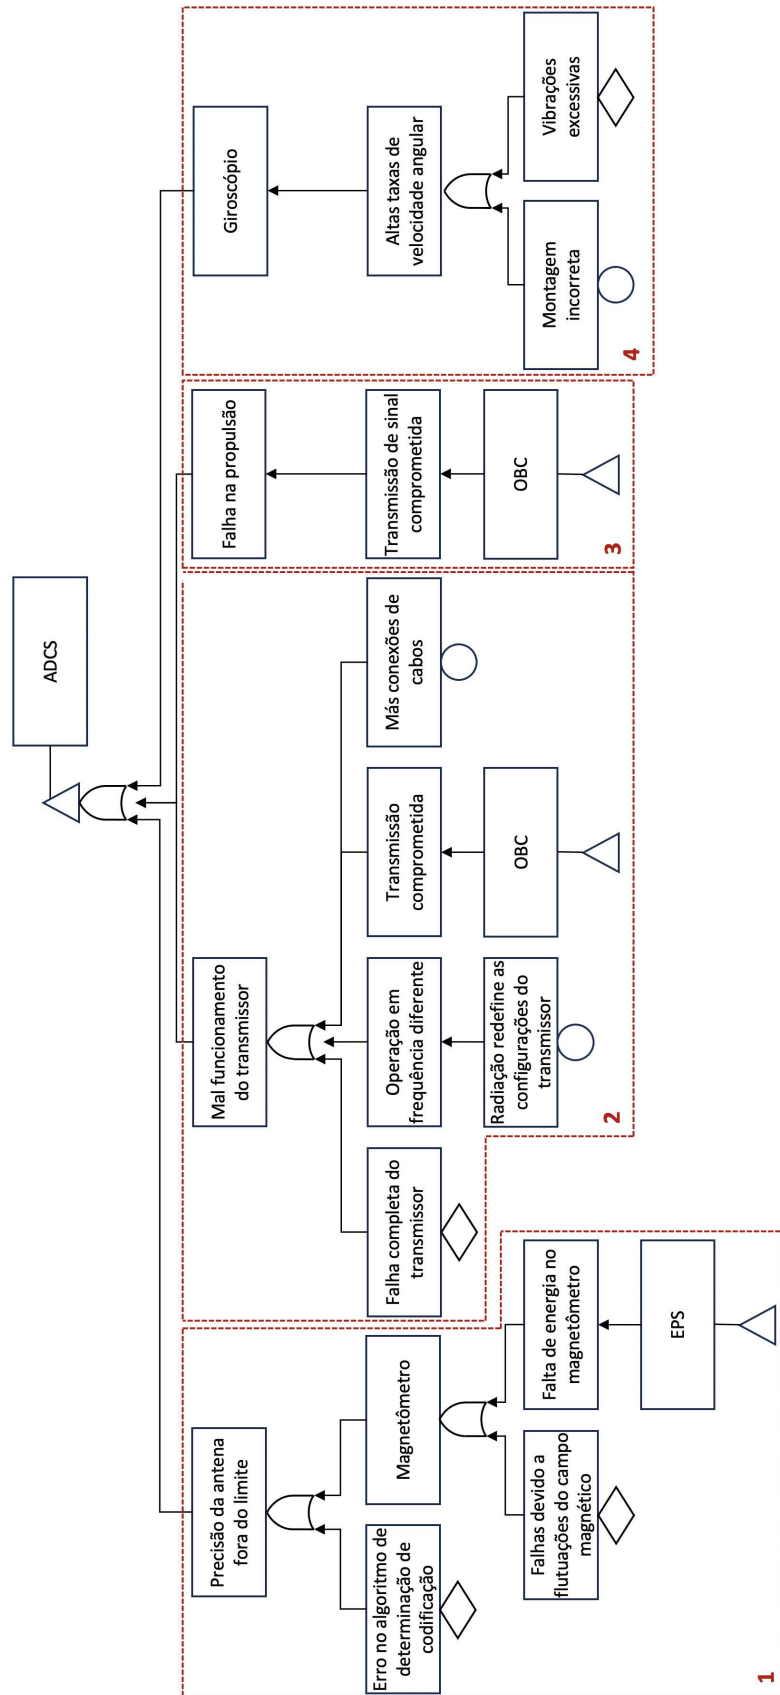 ADCS
Precisão da antena
fora do limite
Erro no algoritmo de
determinação de
codificação
Magnetômetro
Falhas devido a
flutuações do campo
magnético
Falta de energia no
magnetômetro
EPS
1
Mal funcionamento
do transmissor
Falha completa do
transmissor
Operação em
frequência diferente
Transmissão
comprometida
Más conexões de
cabos
Radiação redefine as
configurações do
transmissor
OBC
2
Falha na propulsão
Transmissão de sinal
comprometida
OBC
3
Giroscópio
Altas taxas de
velocidade angular
Montagem
incorreta
Vibrações
excessivas
4